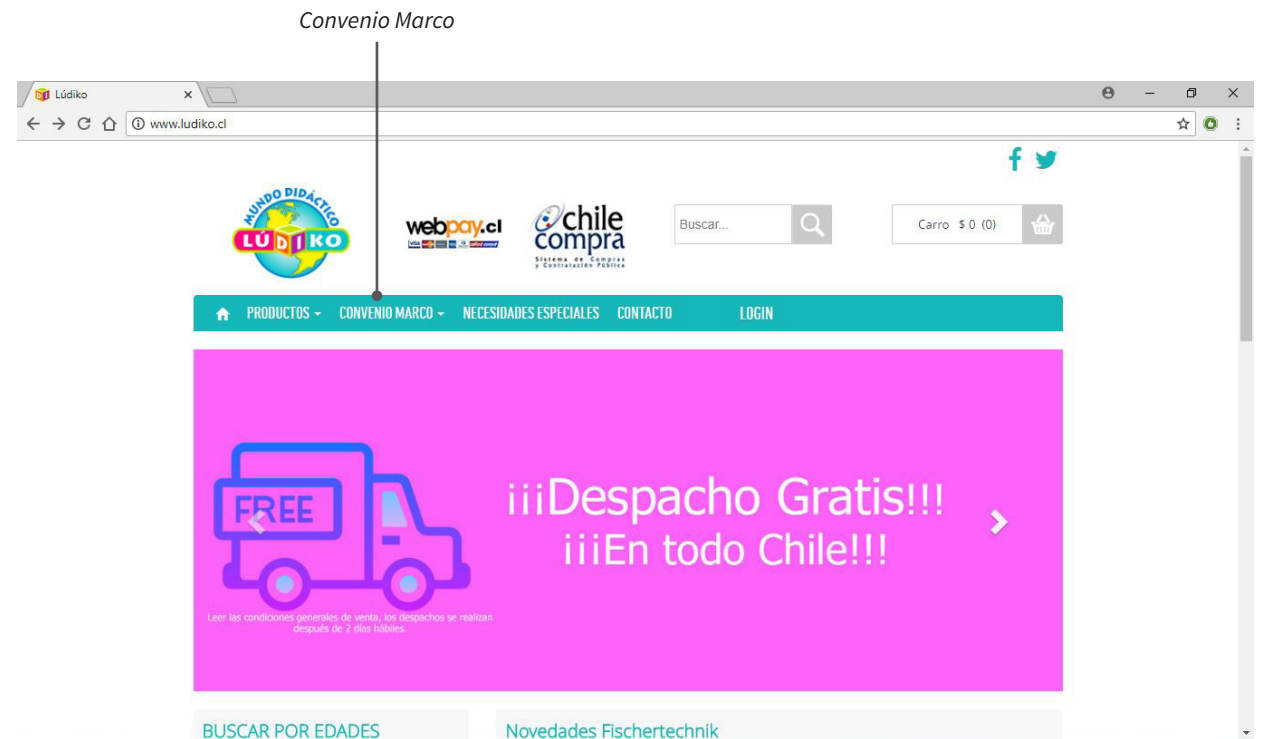 Convenio Marco
Lúdiko
www.ludiko.cl
MUNDO DIDÁCTICO
LÚDIKO
webpay.cl
chile
compra
Sistema de Compras
y Contratación Pública
Buscar...
Carro $ 0 (0)
PRODUCTOS CONVENIO MARCO NECESIDADES ESPECIALES CONTACTO LOGIN
FREE
¡¡¡Despacho Gratis!!!
¡¡¡En todo Chile!!!
Leer las condiciones generales de venta, los despachos se realizan
después de 2 días hábiles.
BUSCAR POR EDADES
Novedades Fischertechnik